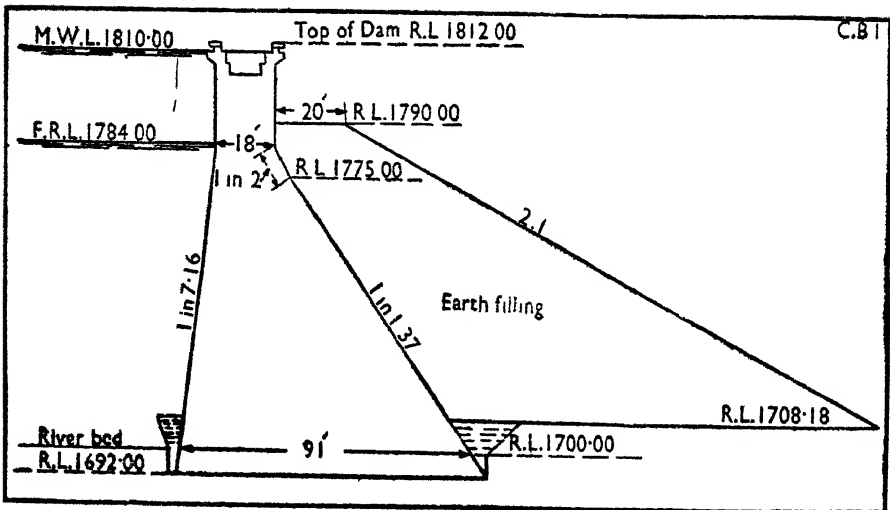 M.W.L.1810·00
Top of Dam R.L 1812 00
C.B I
20′
R L.1790 00
F.R.L.1784 00
18′
1 in 2
R L 1775 00
2.1
1 in 7·16
1 in 1 37
Earth filling
R.L.1708·18
River bed
91′
R.L.1700·00
R.L.1692·00